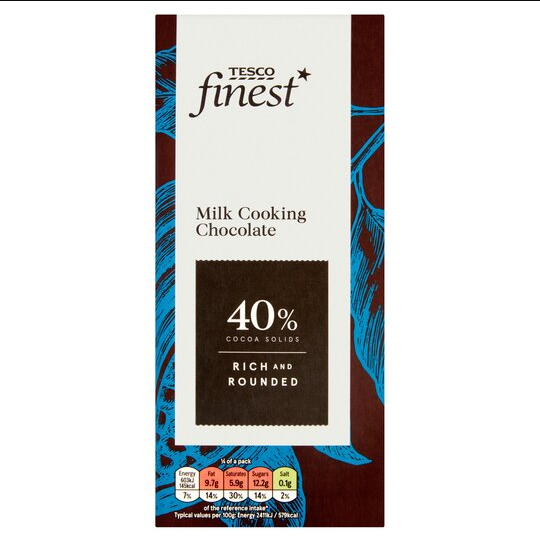 TESCO
finest*
Milk Cooking
Chocolate
40%
COCOA SOLIDS
RICH AND
ROUNDED
¼ of a pack
Energy Fat Saturates Sugars Salt
603kJ
145kcal 9.7g 5.9g 12.2g 0.1g
7% 14% 30% 14% 2%
of the reference intake*
Typical values per 100g: Energy 2411kJ / 579kcal